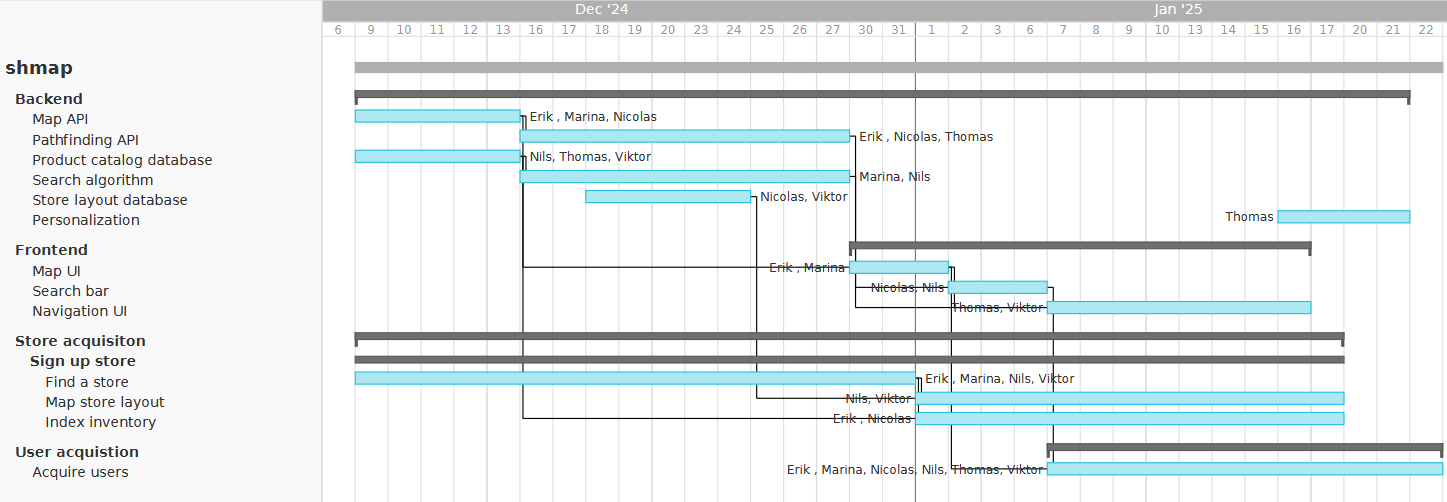 Dec '24 Jan '25
6 9 10 11 12 13 16 17 18 19 20 23 24 25 26 27 30 31 1 2 3 6 7 8 9 10 13 14 15 16 17 20 21 22
shmap
Backend
Map API Erik , Marina, Nicolas
Pathfinding API Erik , Nicolas, Thomas
Product catalog database Nils, Thomas, Viktor
Search algorithm Marina, Nils
Store layout database Nicolas, Viktor
Personalization Thomas
Frontend
Map UI Erik , Marina
Search bar Nicolas, Nils
Navigation UI Thomas, Viktor
Store acquisiton
Sign up store
Find a store Erik , Marina, Nils, Viktor
Map store layout Nils, Viktor
Index inventory Erik , Nicolas
User acquistion
Acquire users Erik , Marina, Nicolas, Nils, Thomas, Viktor